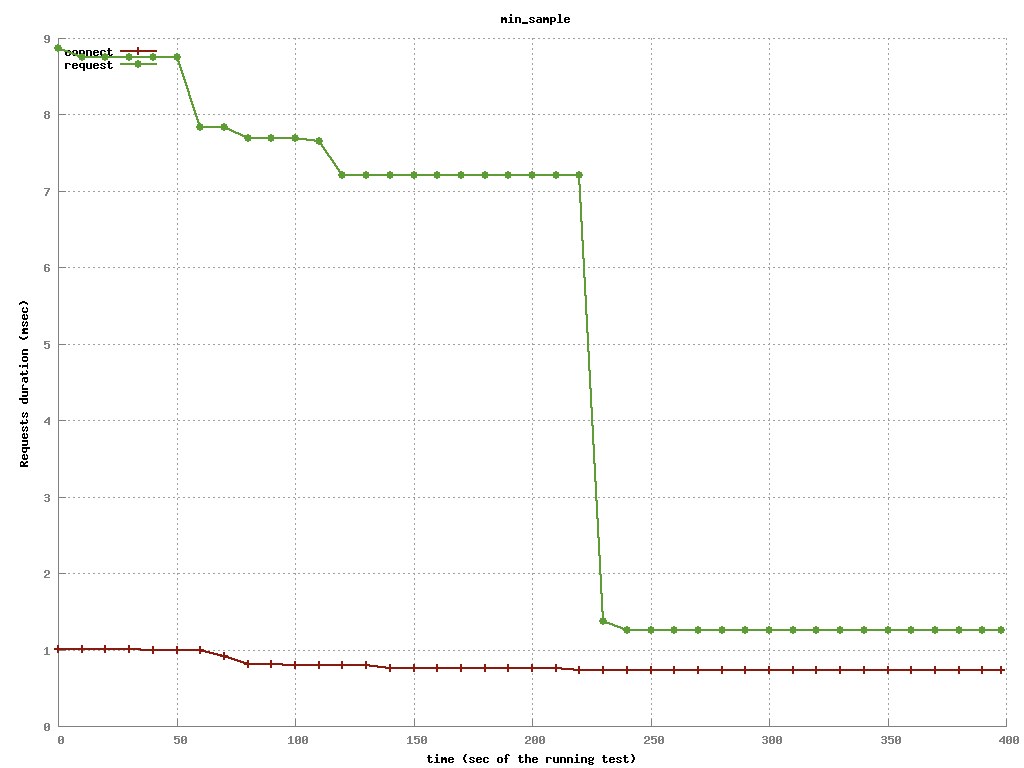 min_sample
connect
request
9
8
7
6
5
4
3
2
1
0
Requests duration (msec)
0 50 100 150 200 250 300 350 400
time (sec of the running test)